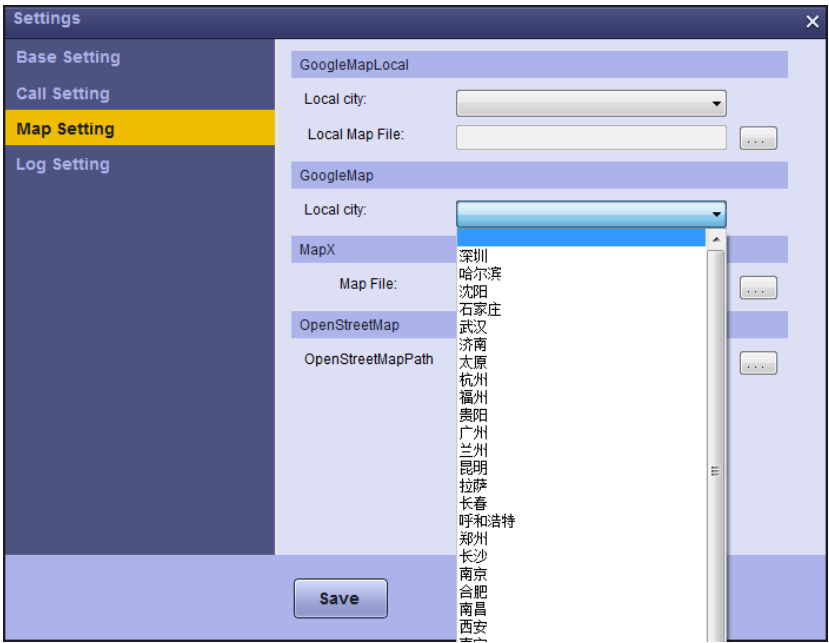 Settings
Base Setting
Call Setting
Map Setting
Log Setting
GoogleMapLocal
Local city:
Local Map File:
...
GoogleMap
Local city:
MapX
Map File:
...
OpenStreetMap
OpenStreetMapPath
...
深圳
哈尔滨
沈阳
石家庄
武汉
济南
太原
杭州
福州
贵阳
广州
兰州
昆明
拉萨
长春
呼和浩特
郑州
长沙
南京
合肥
南昌
西安
Save